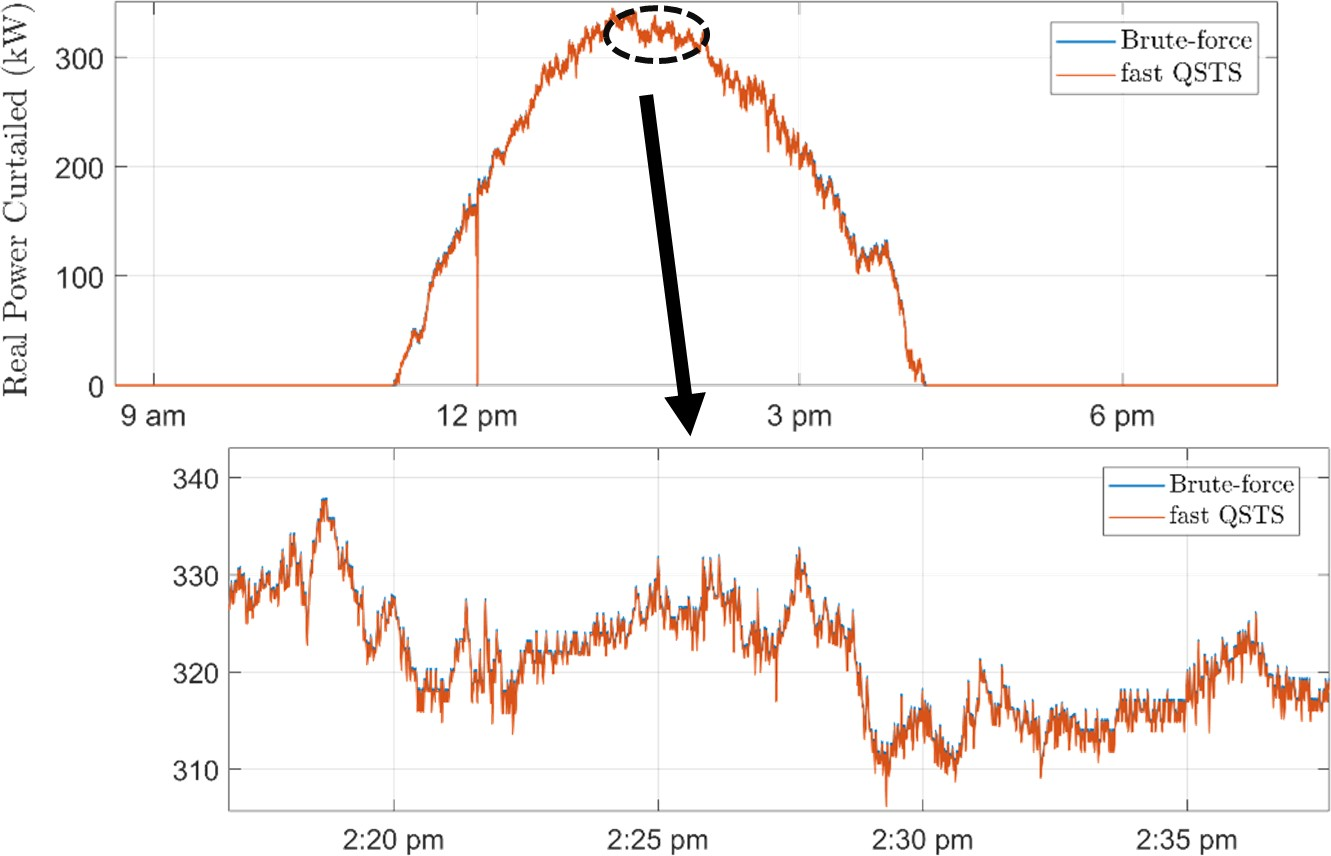 Real Power Curtailed (kW)
300
200
100
0
9 am
12 pm
3 pm
6 pm
Brute-force
fast QSTS
340
330
320
310
2:20 pm
2:25 pm
2:30 pm
2:35 pm
Brute-force
fast QSTS